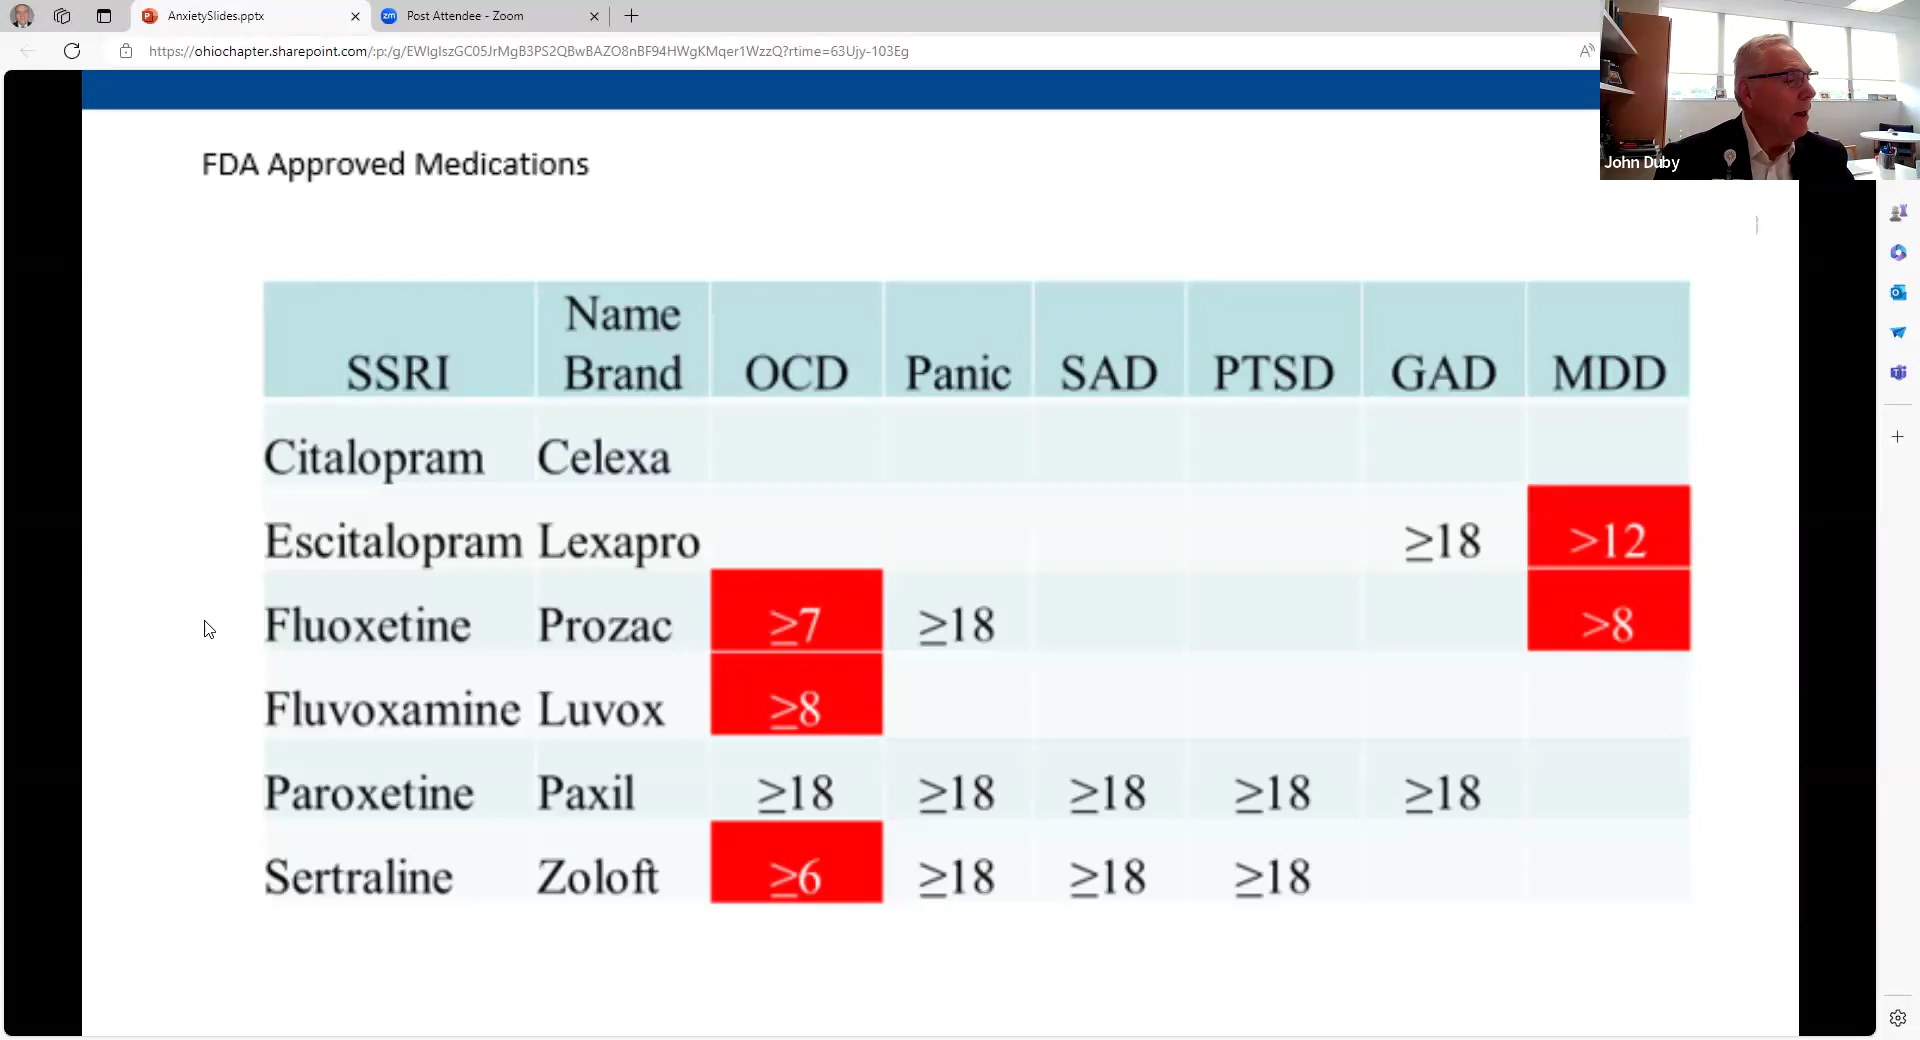 AnxietySlides.pptx
Post Attendee - Zoom
https://ohiochapter.sharepoint.com/:p:/g/EWIgIszGC05JrMgB3PS2QBwBAZO8nBF94HWgKMqer1WzzQ?rtime=63Ujy-103Eg
John Duby
FDA Approved Medications
SSRI Name Brand OCD Panic SAD PTSD GAD MDD
Citalopram Celexa
Escitalopram Lexapro ≥18 >12
Fluoxetine Prozac ≥7 ≥18 >8
Fluvoxamine Luvox ≥8
Paroxetine Paxil ≥18 ≥18 ≥18 ≥18 ≥18
Sertraline Zoloft ≥6 ≥18 ≥18 ≥18